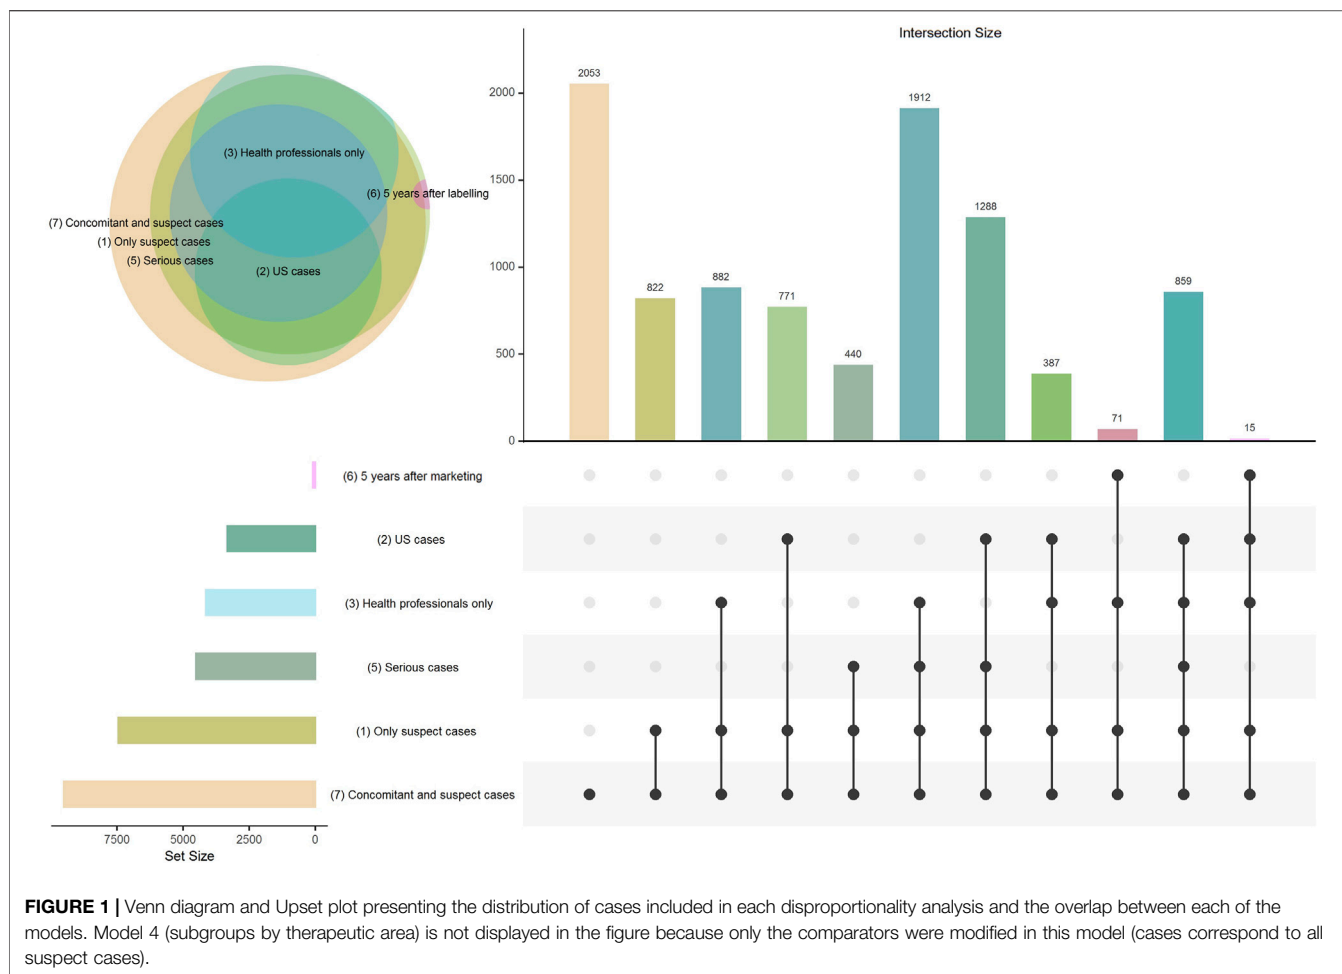 Intersection Size
2053
1912
1288
882
859
822
771
440
387
71
15
2000
1500
1000
500
0
(3) Health professionals only
(6) 5 years after labelling
(7) Concomitant and suspect cases
(1) Only suspect cases
(5) Serious cases
(2) US cases
(6) 5 years after marketing
(2) US cases
(3) Health professionals only
(5) Serious cases
(1) Only suspect cases
(7) Concomitant and suspect cases
7500 5000 2500 0
Set Size
FIGURE 1 | Venn diagram and Upset plot presenting the distribution of cases included in each disproportionality analysis and the overlap between each of the
models. Model 4 (subgroups by therapeutic area) is not displayed in the figure because only the comparators were modified in this model (cases correspond to all
suspect cases).